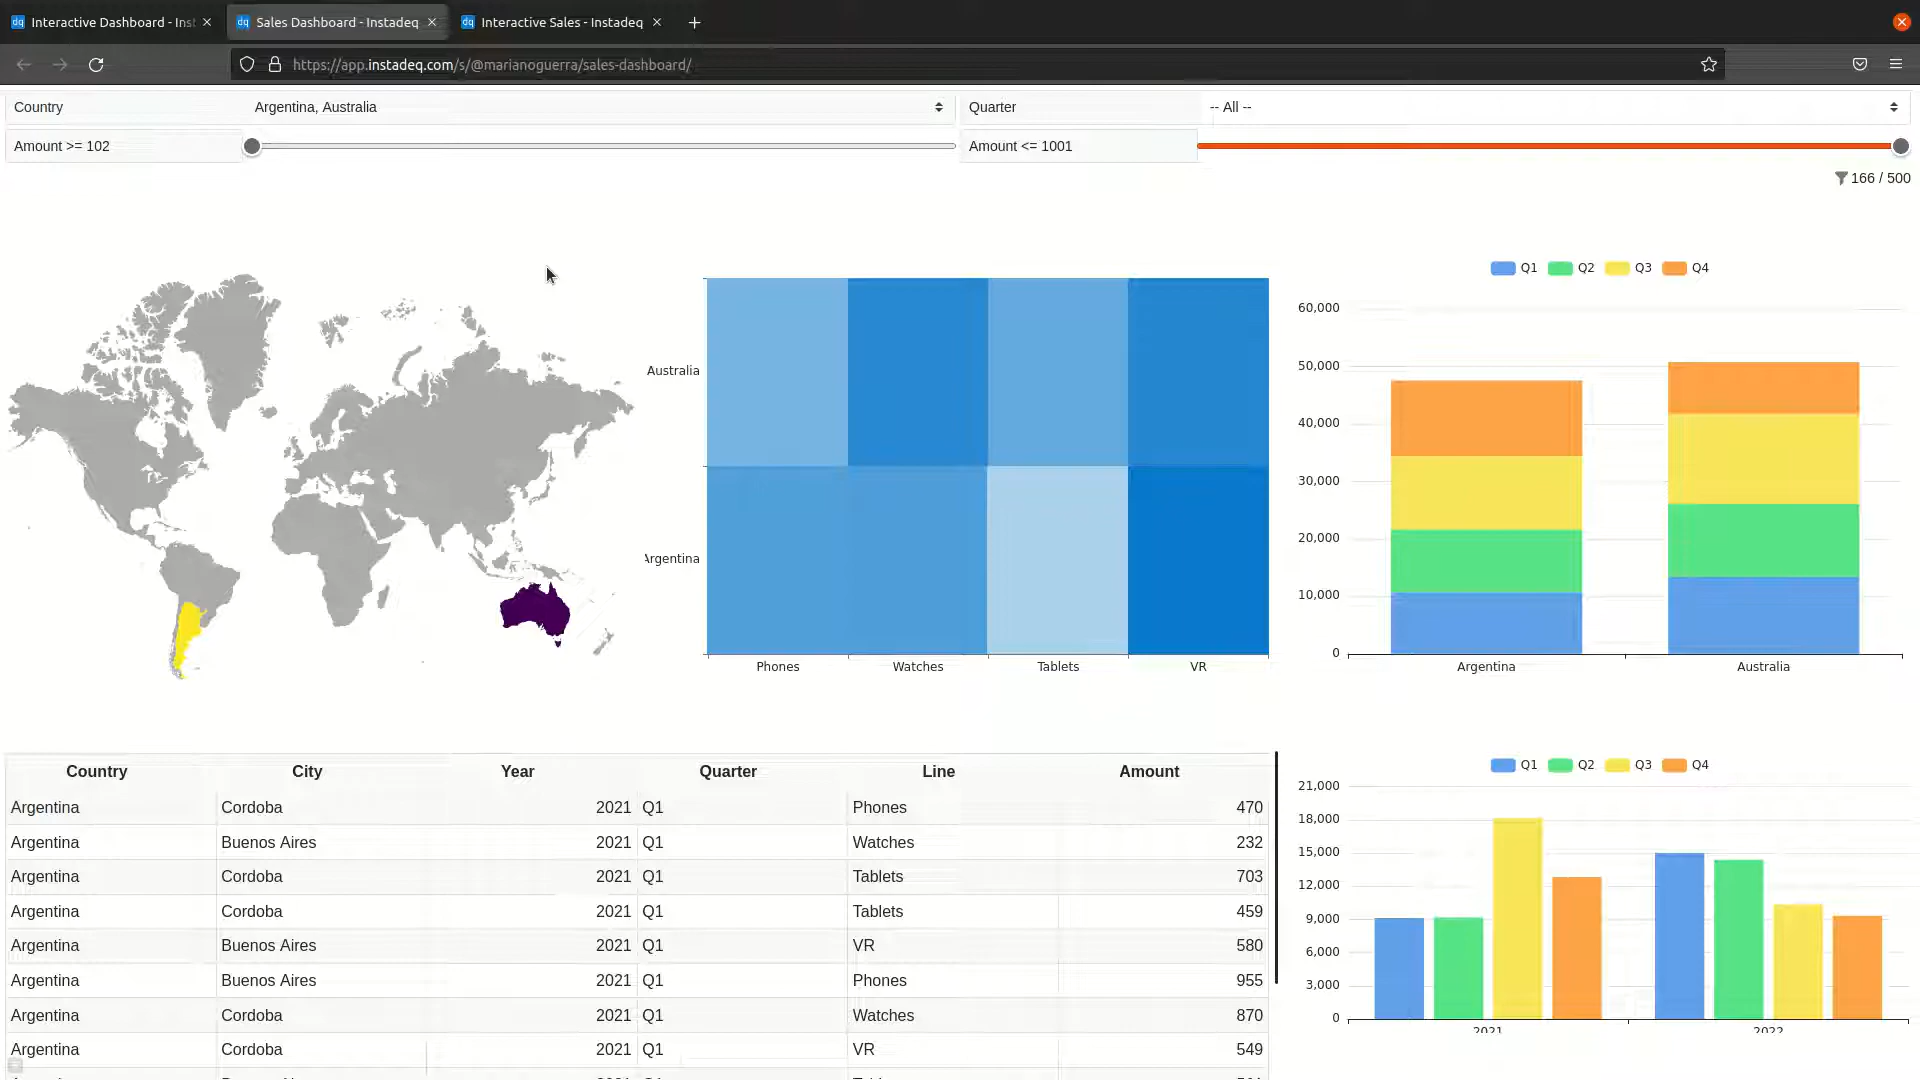 Interactive Dashboard - Inst
Sales Dashboard - Instadeq
Interactive Sales - Instadeq
https://app.instadeq.com/s/@marianoguerra/sales-dashboard/
Country Argentina, Australia Quarter -- All --
Amount >= 102 Amount <= 1001
166 / 500
Q1 Q2 Q3 Q4
60,000
50,000
40,000
30,000
20,000
10,000
0
Argentina Australia
Australia
Argentina
Phones Watches Tablets VR
Country City Year Quarter Line Amount
Argentina Cordoba 2021 Q1 Phones 470
Argentina Buenos Aires 2021 Q1 Watches 232
Argentina Cordoba 2021 Q1 Tablets 703
Argentina Cordoba 2021 Q1 Tablets 459
Argentina Buenos Aires 2021 Q1 VR 580
Argentina Buenos Aires 2021 Q1 Phones 955
Argentina Cordoba 2021 Q1 Watches 870
Argentina Cordoba 2021 Q1 VR 549
Q1 Q2 Q3 Q4
21,000
18,000
15,000
12,000
9,000
6,000
3,000
0
2021 2022